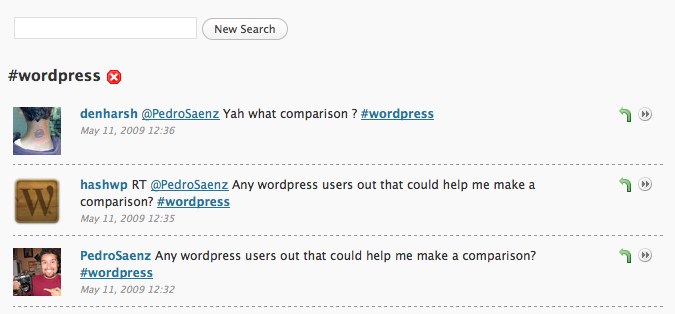 New Search
#wordpress
denharsh @PedroSaenz Yah what comparison ? #wordpress
May 11, 2009 12:36
hashwp RT @PedroSaenz Any wordpress users out that could help me make a
comparison? #wordpress
May 11, 2009 12:35
PedroSaenz Any wordpress users out that could help me make a comparison?
#wordpress
May 11, 2009 12:32